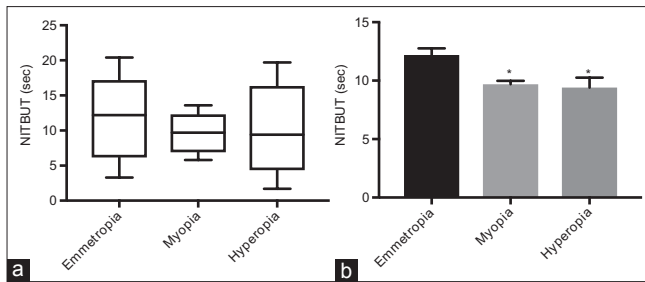 25
20
15
10
5
0
NITBUT (sec)
Emmetropia
Myopia
Hyperopia
a
15
10
5
0
NITBUT (sec)
*
*
Emmetropia
Myopia
Hyperopia
b